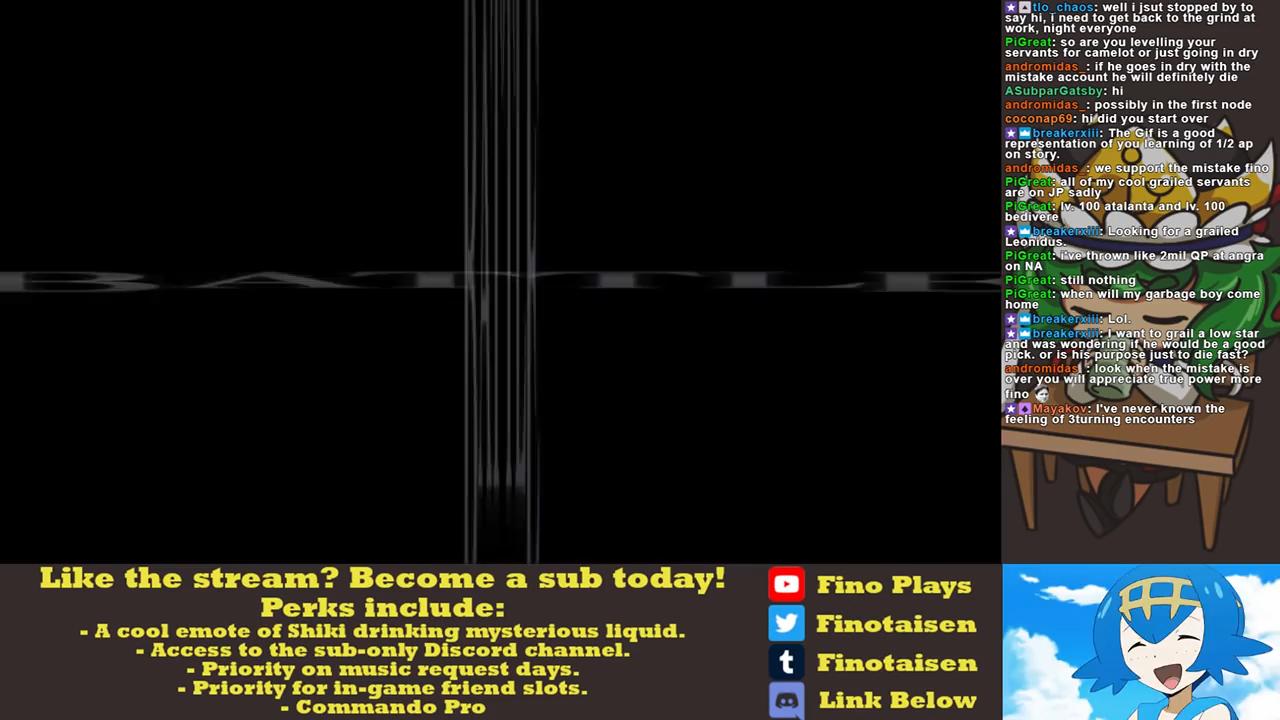 tlo_chaos: well i jsut stopped by to
say hi, i need to get back to the grind at
work, night everyone
PiGreat: so are you levelling your
servants for camelot or just going in dry
andromidas_: if he goes in dry with the
mistake account he will definitely die
ASubparGatsby: hi
andromidas_: possibly in the first node
coconap69: hi did you start over
breakerxiii: The Gif is a good
representation of you learning of 1/2 ap
on story.
andromidas_: we support the mistake fino
PiGreat: all of my cool grailed servants
are on JP sadly
PiGreat: lv. 100 atalanta and lv. 100
bedivere
breakerxiii: Looking for a grailed
Leonidus.
PiGreat: i've thrown like 2mil QP at angra
on NA
PiGreat: still nothing
PiGreat: when will my garbage boy come
home
breakerxiii: Lol.
breakerxiii: I want to grail a low star
and was wondering if he would be a good
pick. or is his purpose just to die fast?
andromidas_: look when the mistake is
over you will appreciate true power more
fino
Mayakov: I've never known the
feeling of 3turning encounters
Like the stream? Become a sub today!
Perks include:
- A cool emote of Shiki drinking mysterious liquid.
- Access to the sub-only Discord channel.
- Priority on music request days.
- Priority for in-game friend slots.
- Commando Pro
Fino Plays
Finotaisen
Finotaisen
Link Below